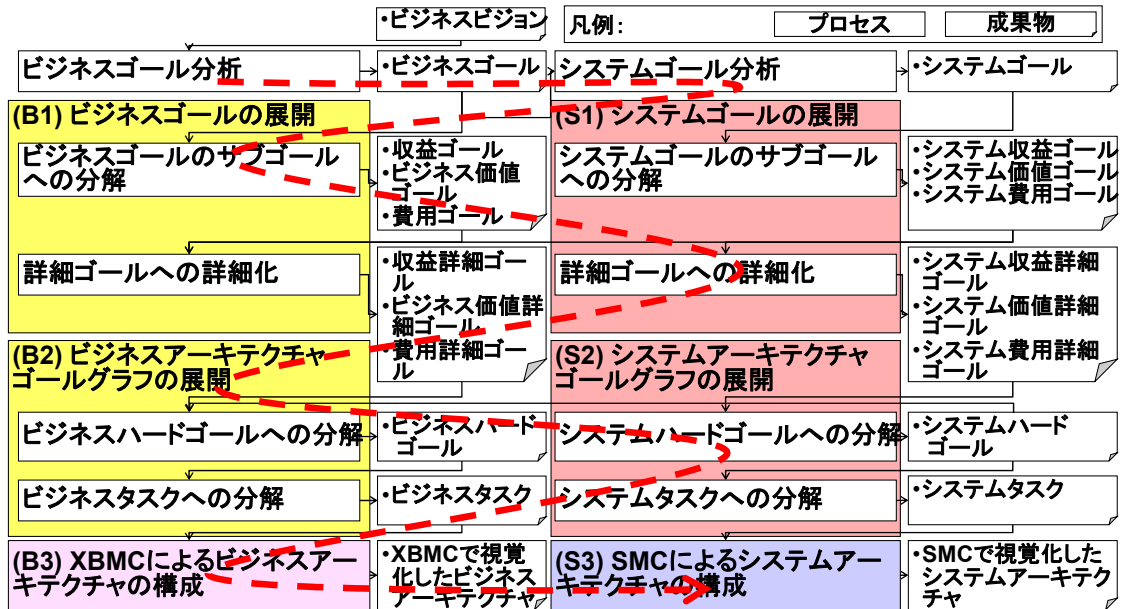 ・ビジネスビジョン
凡例：
プロセス
成果物
ビジネスゴール分析
・ビジネスゴール
システムゴール分析
・システムゴール
(B1) ビジネスゴールの展開
ビジネスゴールのサブゴール
への分解
・収益ゴール
・ビジネス価値
ゴール
・費用ゴール
(S1) システムゴールの展開
システムゴールのサブゴール
への分解
・システム収益ゴール
・システム価値ゴール
・システム費用ゴール
詳細ゴールへの詳細化
・収益詳細ゴー
ル
・ビジネス価値詳
細ゴール
・費用詳細ゴー
ル
詳細ゴールへの詳細化
・システム収益詳細
ゴール
・システム価値詳細
ゴール
・システム費用詳細
ゴール
(B2) ビジネスアーキテクチャ
ゴールグラフの展開
(S2) システムアーキテクチャ
ゴールグラフの展開
ビジネスハードゴールへの分解
・ビジネスハード
ゴール
システムハードゴールへの分解
・システムハード
ゴール
ビジネスタスクへの分解
・ビジネスタスク
システムタスクへの分解
・システムタスク
(B3) XBMCによるビジネスアー
キテクチャの構成
・XBMCで視覚
化したビジネス
アーキテクチャ
(S3) SMCによるシステムアー
キテクチャの構成
・SMCで視覚化した
システムアーキテク
チャ